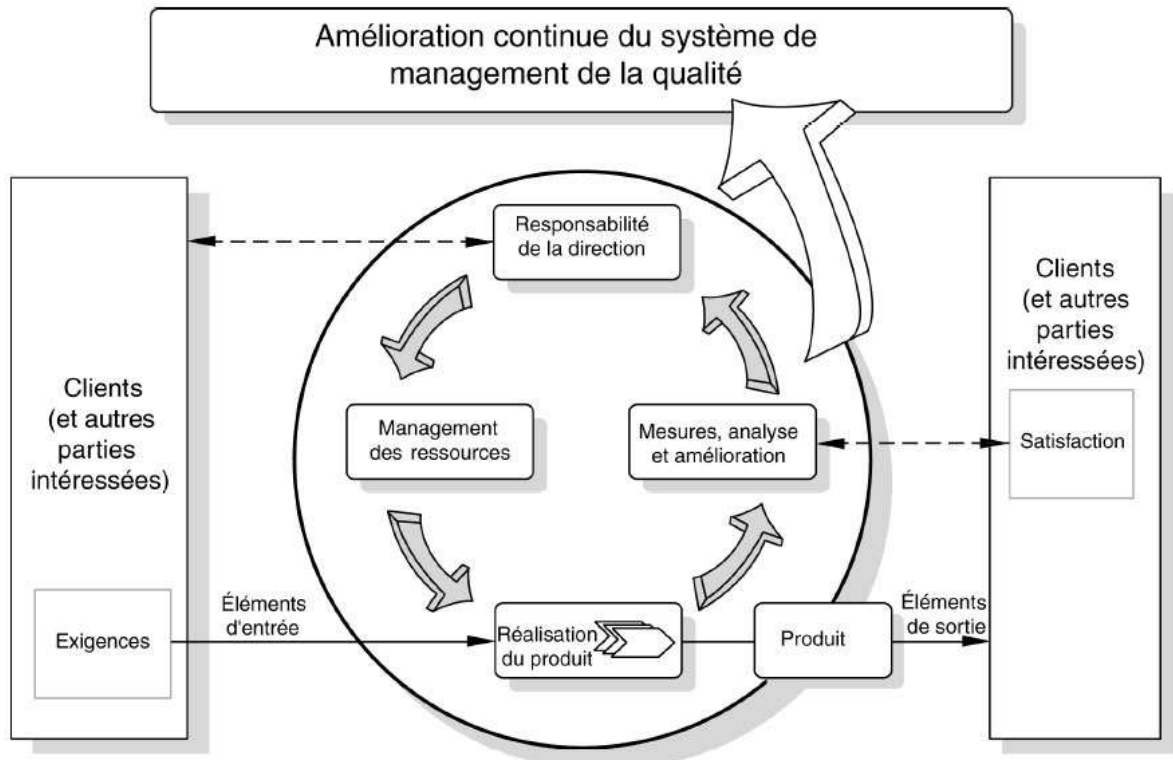 Amélioration continue du système de
management de la qualité
Responsabilité
de la direction
Clients
(et autres
parties
intéressées)
Clients
(et autres
parties
intéressées)
Management
des ressources
Mesures, analyse
et amélioration
Satisfaction
Exigences
Éléments
d'entrée
Réalisation
du produit
Produit
Éléments
de sortie